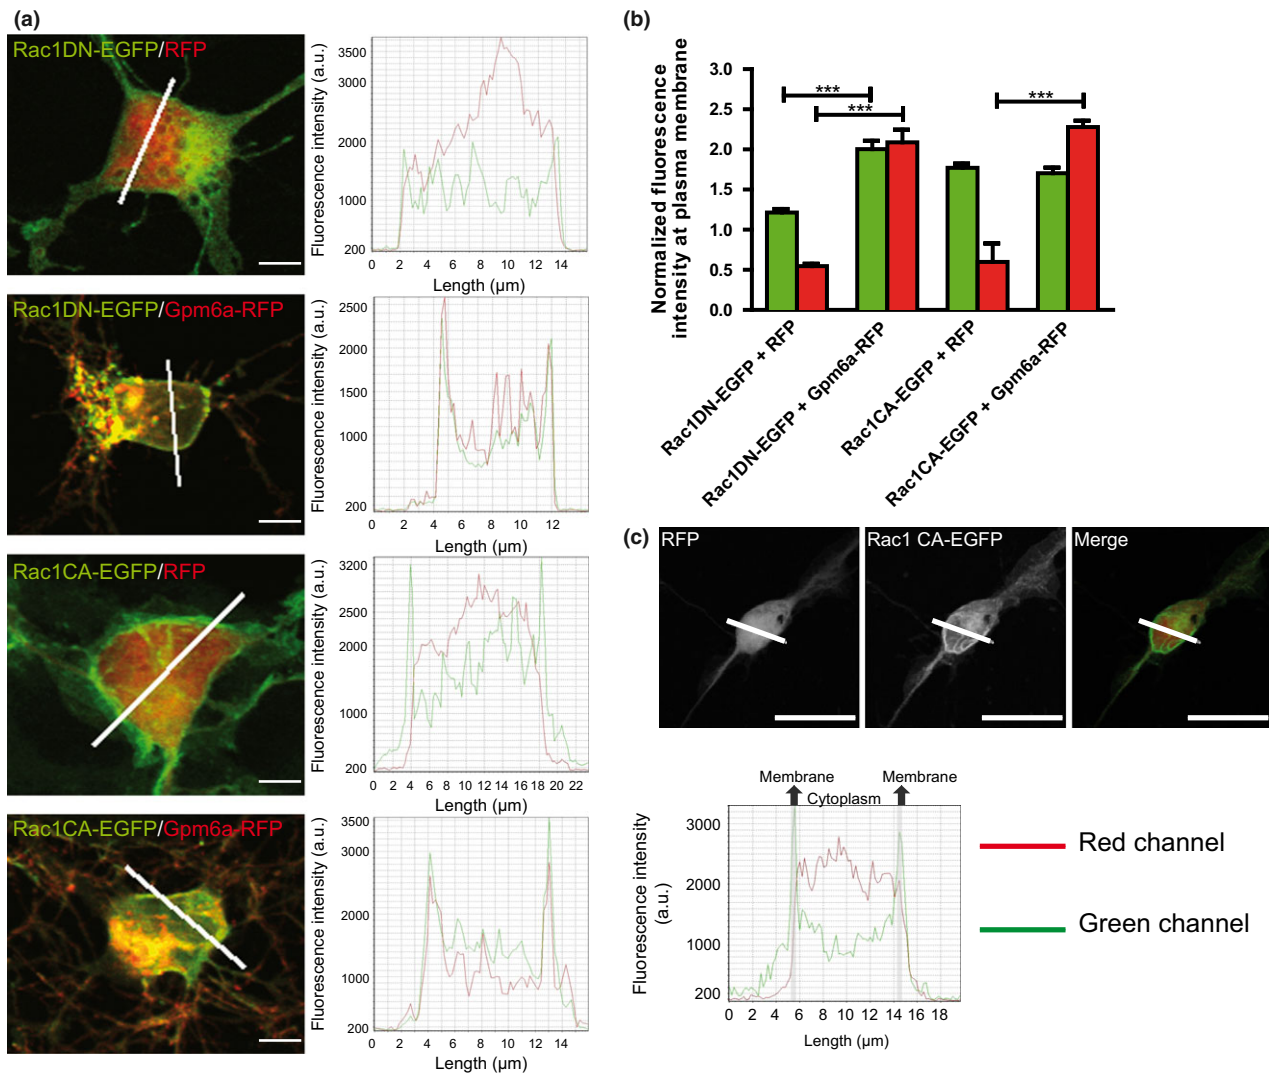 (a)
Rac1DN-EGFP/RFP
Fluorescence intensity (a.u.)
3500
3000
2000
1000
200
0 2 4 6 8 10 12 14
Length (µm)
Rac1DN-EGFP/Gpm6a-RFP
Fluorescence intensity (a.u.)
2500
2000
1500
1000
200
0 2 4 6 8 10 12
Length (µm)
Rac1CA-EGFP/RFP
Fluorescence intensity (a.u.)
3200
2500
2000
1000
200
0 2 4 6 8 10 12 14 16 18 20 22
Length (µm)
Rac1CA-EGFP/Gpm6a-RFP
Fluorescence intensity (a.u.)
3500
3000
2000
1000
200
0 2 4 6 8 10 12 14
Length (µm)
(b)
Normalized fluorescence
intensity at plasma membrane
3.0
2.5
2.0
1.5
1.0
0.5
0.0
***
***
***
Rac1DN-EGFP + RFP
Rac1DN-EGFP + Gpm6a-RFP
Rac1CA-EGFP + RFP
Rac1CA-EGFP + Gpm6a-RFP
(c)
RFP
Rac1 CA-EGFP
Merge
Membrane
Membrane
Cytoplasm
Fluorescence intensity
(a.u.)
3000
2000
1000
200
0 2 4 6 8 10 12 14 16 18
Length (µm)
Red channel
Green channel